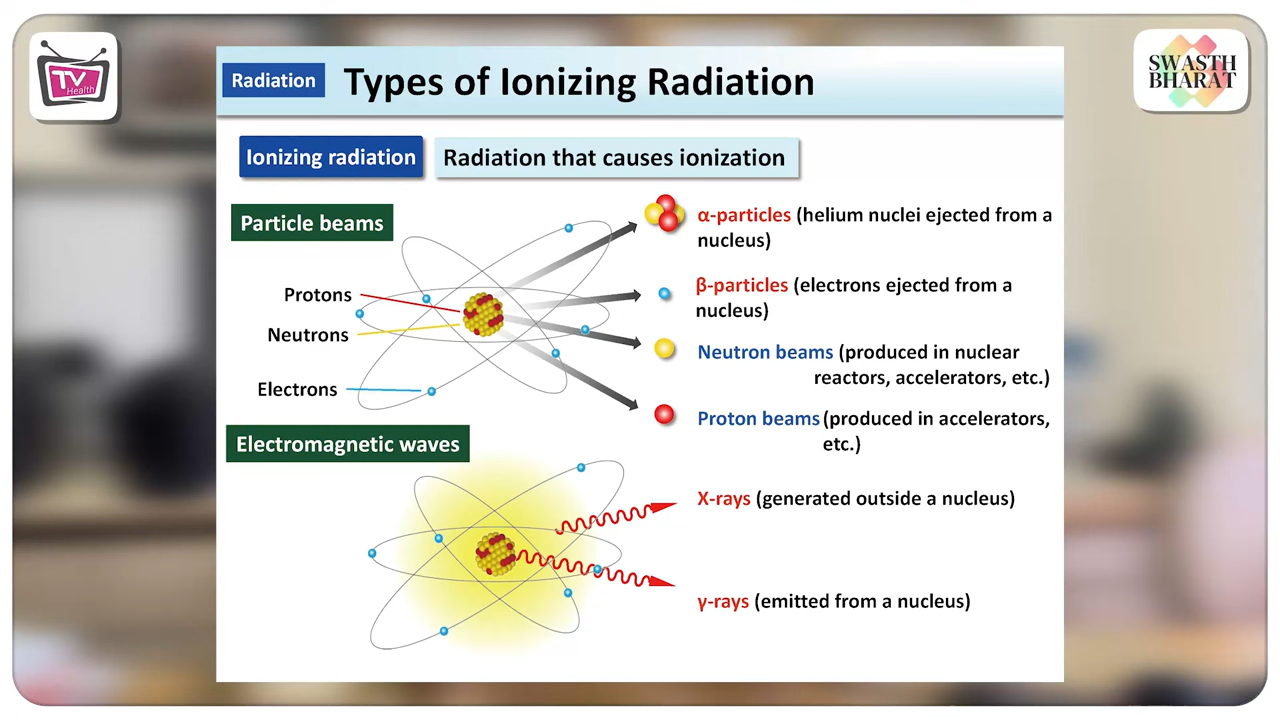 TV
Health
SWASTH
BHARAT
Radiation
Types of Ionizing Radiation
Ionizing radiation
Radiation that causes ionization
Particle beams
Protons
Neutrons
Electrons
α-particles (helium nuclei ejected from a
nucleus)
β-particles (electrons ejected from a
nucleus)
Neutron beams (produced in nuclear
reactors, accelerators, etc.)
Proton beams (produced in accelerators,
etc.)
Electromagnetic waves
X-rays (generated outside a nucleus)
γ-rays (emitted from a nucleus)